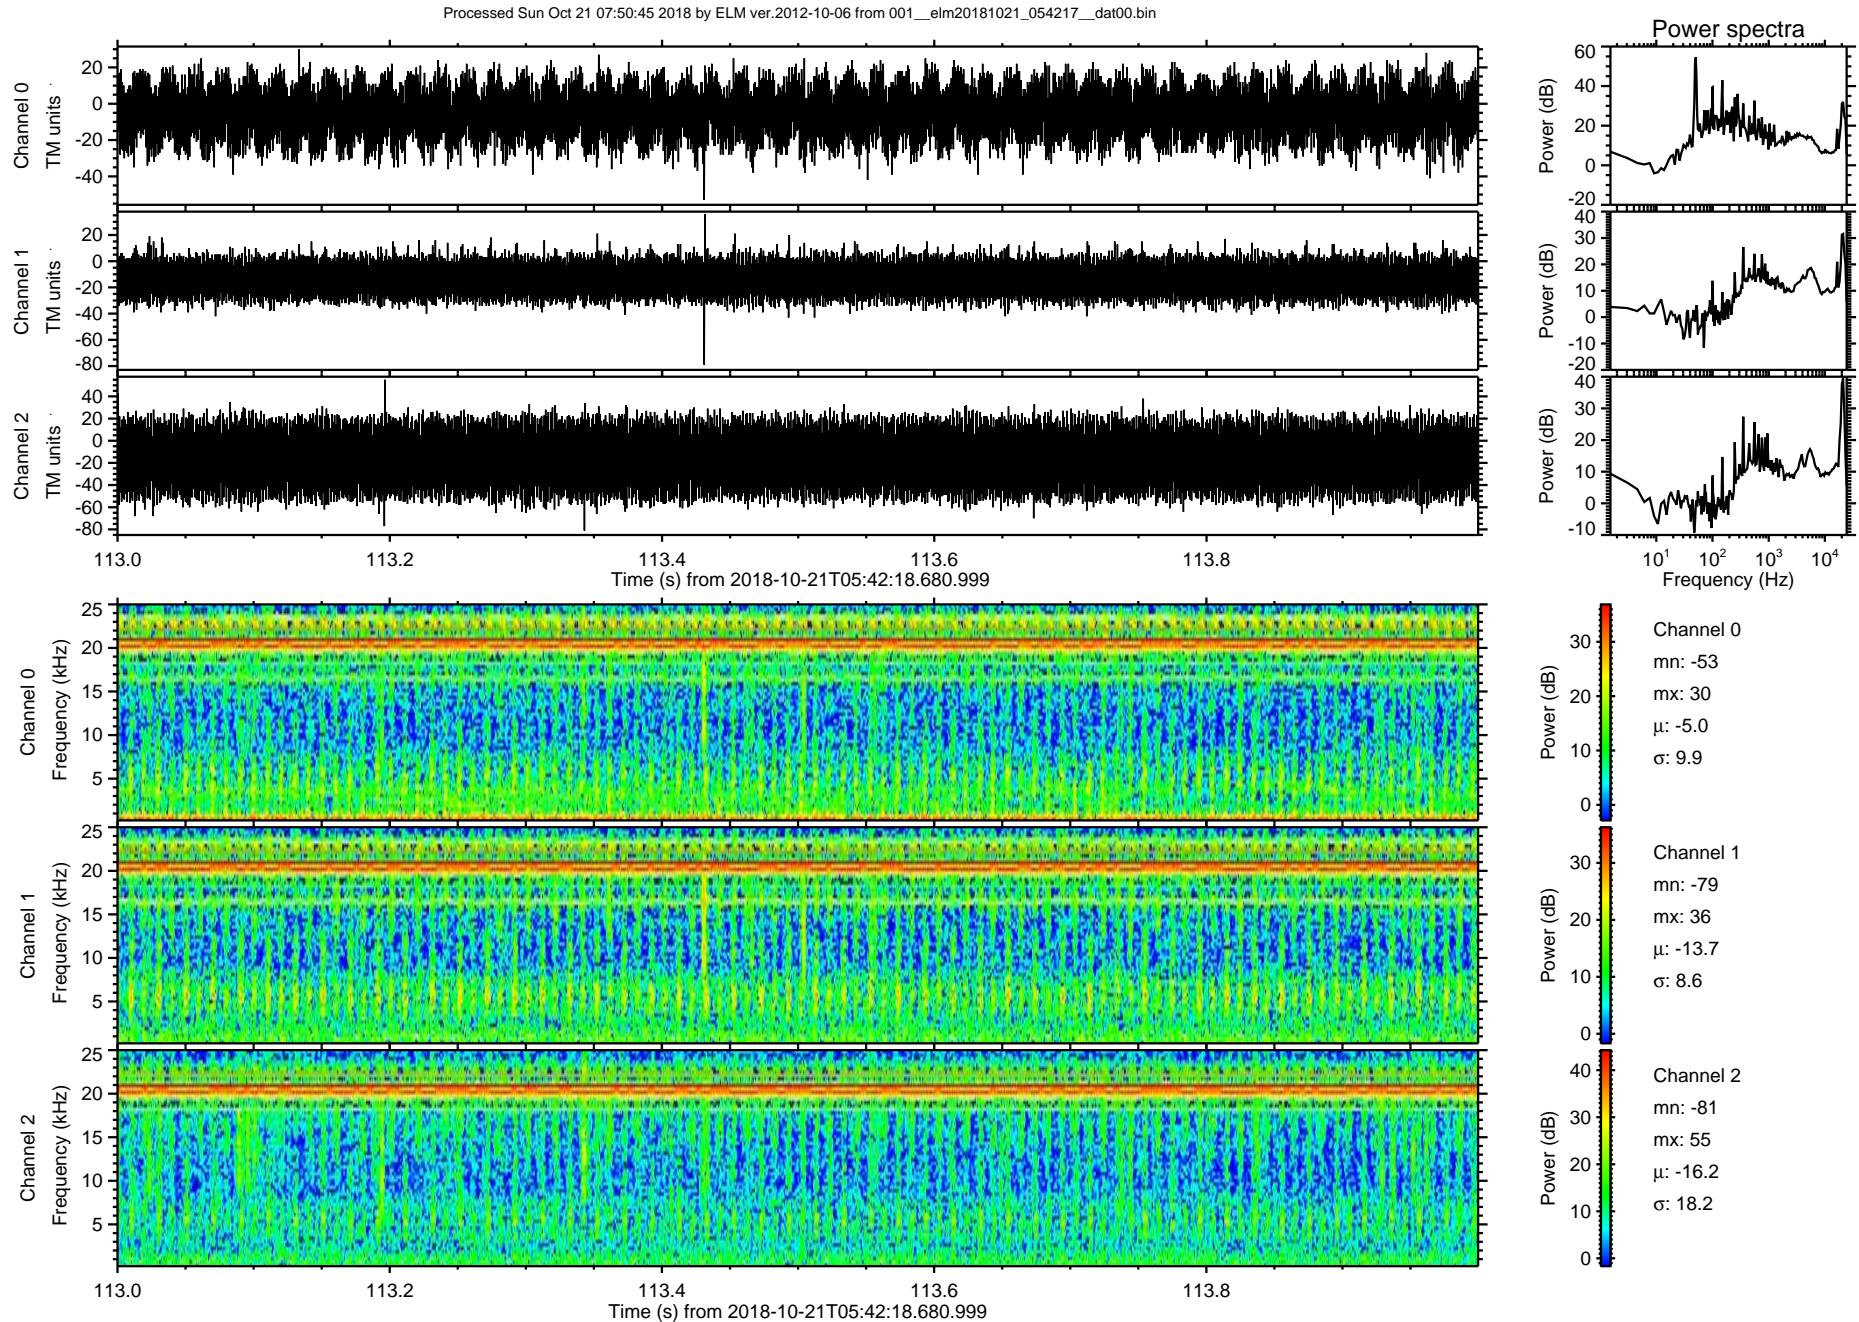 Processed Sun Oct 21 07:50:45 2018 by ELM ver.2012-10-06 from 001__elm20181021_054217__dat00.bin
Power spectra
Channel 0
TM units
20
0
-20
-40
Power (dB)
60
40
20
0
-20
Channel 1
TM units
20
0
-20
-40
-60
-80
Power (dB)
40
30
20
10
0
-10
-20
Channel 2
TM units
40
20
0
-20
-40
-60
-80
Power (dB)
40
30
20
10
0
-10
113.0 113.2 113.4 113.6 113.8
Time (s) from 2018-10-21T05:42:18.680.999
10^1 10^2 10^3 10^4
Frequency (Hz)
Channel 0
Frequency (kHz)
25
20
15
10
5
Power (dB)
30
20
10
0
Channel 0
mn: -53
mx: 30
μ: -5.0
σ: 9.9
Channel 1
Frequency (kHz)
25
20
15
10
5
Power (dB)
30
20
10
0
Channel 1
mn: -79
mx: 36
μ: -13.7
σ: 8.6
Channel 2
Frequency (kHz)
25
20
15
10
5
Power (dB)
40
30
20
10
0
Channel 2
mn: -81
mx: 55
μ: -16.2
σ: 18.2
113.0 113.2 113.4 113.6 113.8
Time (s) from 2018-10-21T05:42:18.680.999